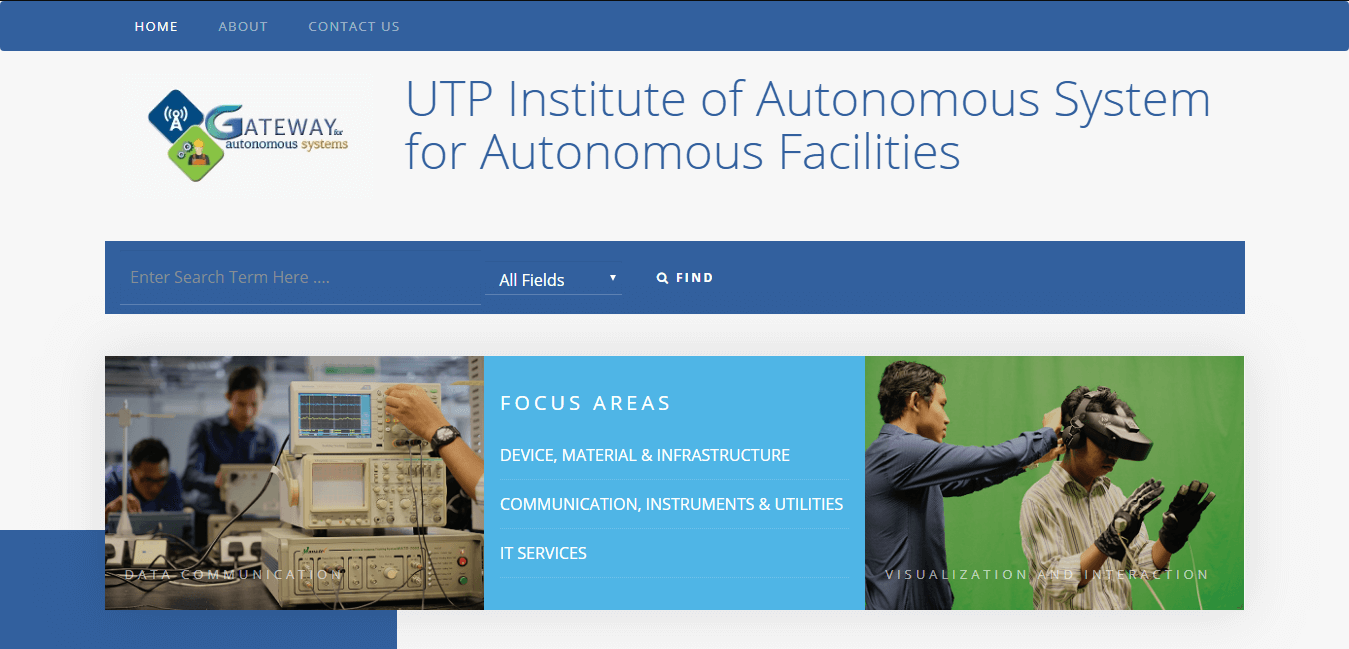 HOME ABOUT CONTACT US
A
GATEWAY for
autonomous systems
UTP Institute of Autonomous System
for Autonomous Facilities
Enter Search Term Here .... All Fields FIND
FOCUS AREAS
DEVICE, MATERIAL & INFRASTRUCTURE
COMMUNICATION, INSTRUMENTS & UTILITIES
IT SERVICES
DATA COMMUNICATION
VISUALIZATION AND INTERACTION